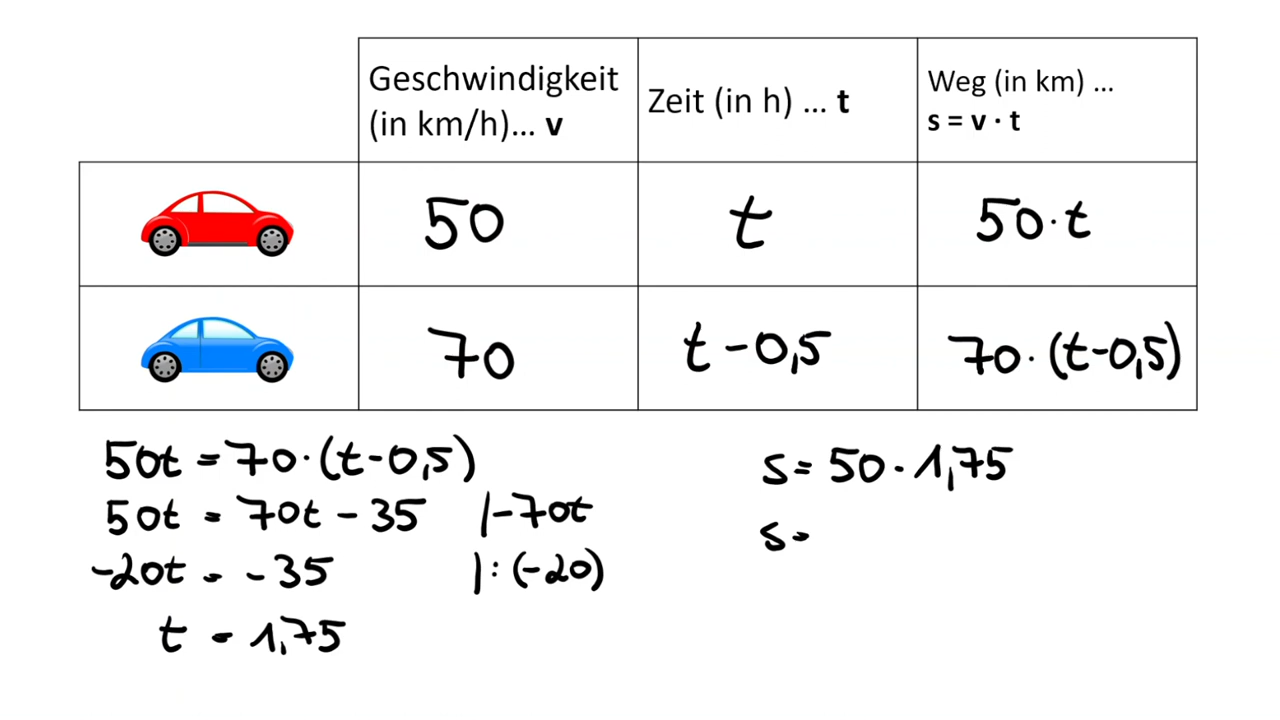 Geschwindigkeit
(in km/h)... v
Zeit (in h) ... t
Weg (in km) ...
s = v · t
50
t
50·t
70
t-0,5
70·(t-0,5)
50t = 70·(t-0,5)
50t = 70t - 35 |-70t
-20t = -35 |:(-20)
t = 1,75
s = 50·1,75
s =